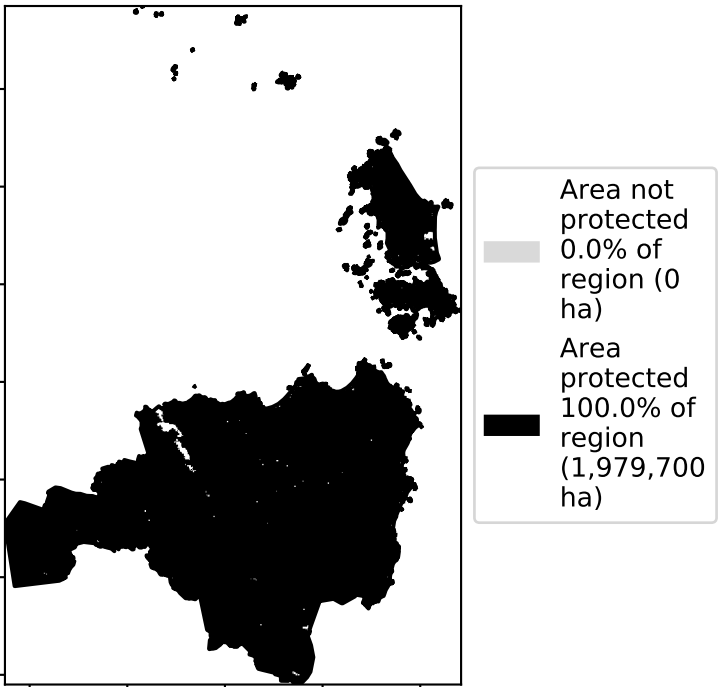 Area not
protected
0.0% of
region (0
ha)
Area
protected
100.0% of
region
(1,979,700
ha)